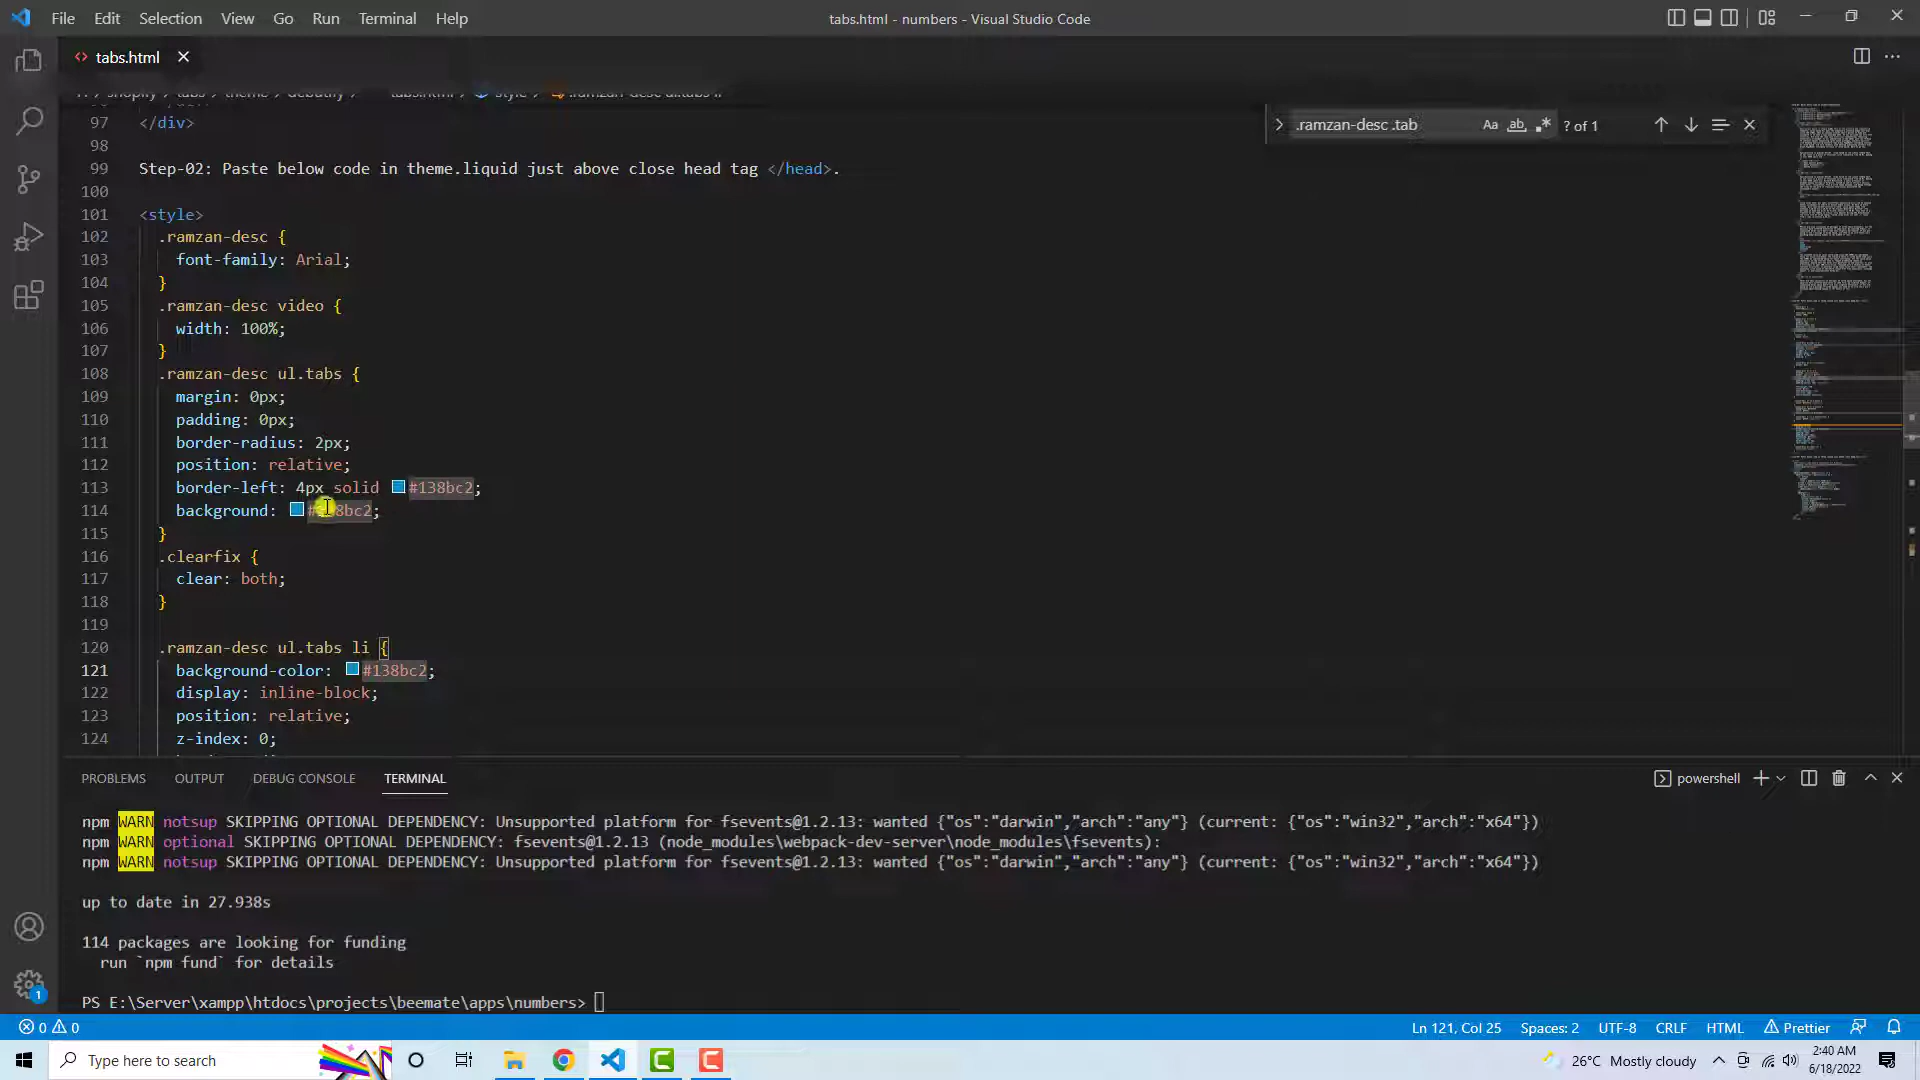 File Edit Selection View Go Run Terminal Help
tabs.html - numbers - Visual Studio Code
tabs.html
.ramzan-desc .tab
Aa ab .*
? of 1
97 </div>
98
99 Step-02: Paste below code in theme.liquid just above close head tag </head>.
100
101 <style>
102 .ramzan-desc {
103 font-family: Arial;
104 }
105 .ramzan-desc video {
106 width: 100%;
107 }
108 .ramzan-desc ul.tabs {
109 margin: 0px;
110 padding: 0px;
111 border-radius: 2px;
112 position: relative;
113 border-left: 4px solid #138bc2;
114 background: #138bc2;
115 }
116 .clearfix {
117 clear: both;
118 }
119
120 .ramzan-desc ul.tabs li {
121 background-color: #138bc2;
122 display: inline-block;
123 position: relative;
124 z-index: 0;
PROBLEMS OUTPUT DEBUG CONSOLE TERMINAL
powershell
npm WARN notsup SKIPPING OPTIONAL DEPENDENCY: Unsupported platform for fsevents@1.2.13: wanted {"os":"darwin","arch":"any"} (current: {"os":"win32","arch":"x64"})
npm WARN optional SKIPPING OPTIONAL DEPENDENCY: fsevents@1.2.13 (node_modules\webpack-dev-server\node_modules\fsevents):
npm WARN notsup SKIPPING OPTIONAL DEPENDENCY: Unsupported platform for fsevents@1.2.13: wanted {"os":"darwin","arch":"any"} (current: {"os":"win32","arch":"x64"})
up to date in 27.938s
114 packages are looking for funding
run `npm fund` for details
PS E:\Server\xampp\htdocs\projects\beemate\apps\numbers>
1
0 0
Ln 121, Col 25 Spaces: 2 UTF-8 CRLF HTML Prettier
Type here to search
26°C Mostly cloudy
2:40 AM
6/18/2022